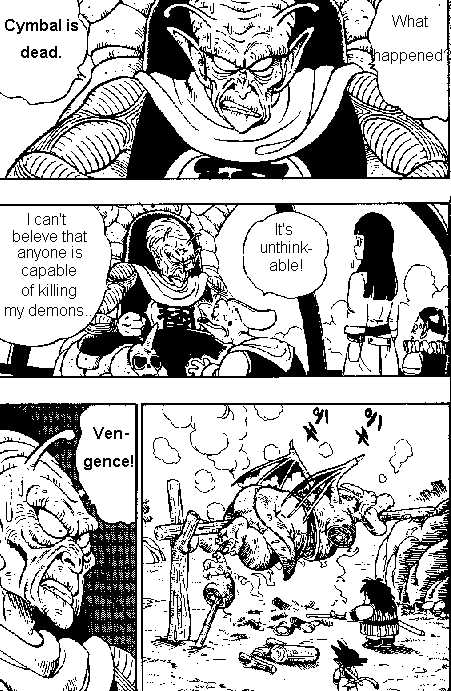 What
happened?
Cymbal is
dead.
It's
unthink-
able!
I can't
beleve that
anyone is
capable
of killing
my demons..
Ven-
gence!